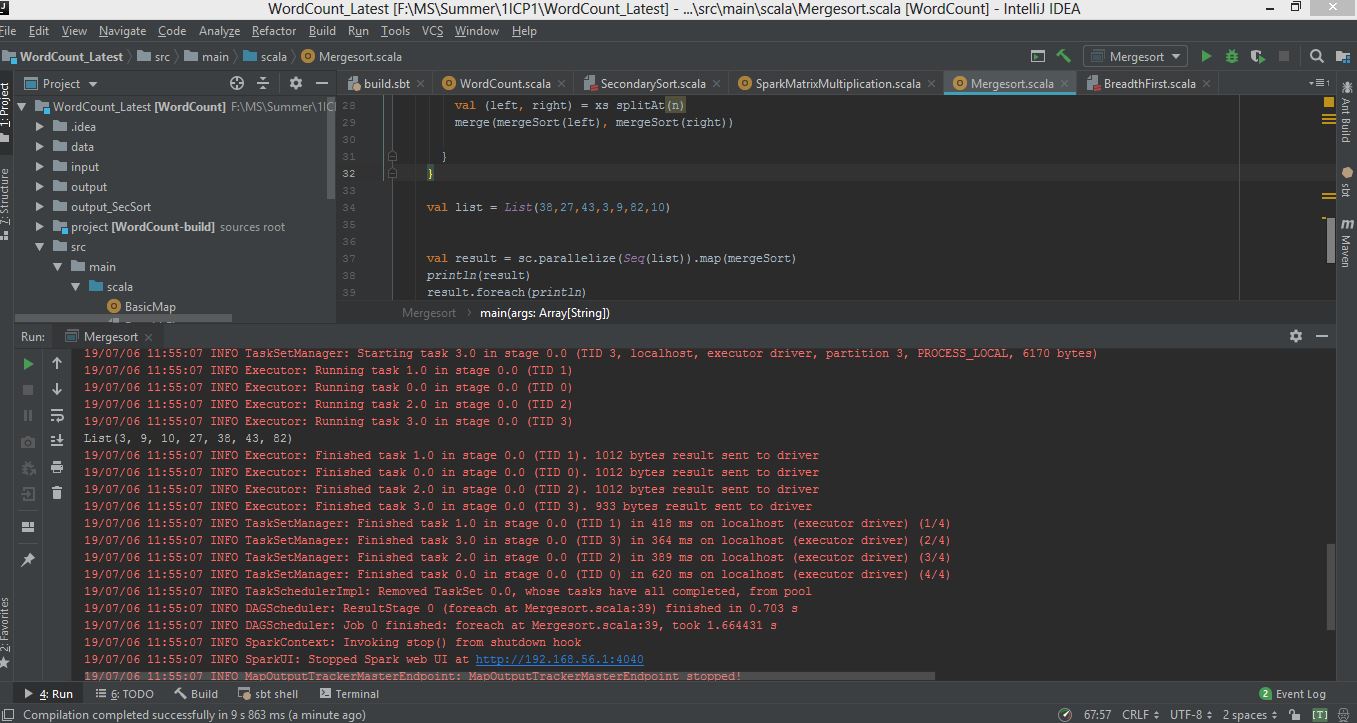 WordCount_Latest [F:\MS\Summer\1ICP1\WordCount_Latest] - ...\src\main\scala\Mergesort.scala [WordCount] - IntelliJ IDEA
File Edit View Navigate Code Analyze Refactor Build Run Tools VCS Window Help
WordCount_Latest src main scala Mergesort.scala Mergesort
Project build.sbt WordCount.scala SecondarySort.scala SparkMatrixMultiplication.scala Mergesort.scala BreadthFirst.scala
1: Project
7: Structure
2: Favorites
WordCount_Latest [WordCount] F:\MS\Summer\1IC
.idea
data
input
output
output_SecSort
project [WordCount-build] sources root
src
main
scala
BasicMap
28 val (left, right) = xs splitAt(n)
29 merge(mergeSort(left), mergeSort(right))
30
31 }
32 }
33
34 val list = List(38,27,43,3,9,82,10)
35
36
37 val result = sc.parallelize(Seq(list)).map(mergeSort)
38 println(result)
39 result.foreach(println)
Mergesort main(args: Array[String])
Ant Build
sbt
Maven
Run: Mergesort
19/07/06 11:55:07 INFO TaskSetManager: Starting task 3.0 in stage 0.0 (TID 3, localhost, executor driver, partition 3, PROCESS_LOCAL, 6170 bytes)
19/07/06 11:55:07 INFO Executor: Running task 1.0 in stage 0.0 (TID 1)
19/07/06 11:55:07 INFO Executor: Running task 0.0 in stage 0.0 (TID 0)
19/07/06 11:55:07 INFO Executor: Running task 2.0 in stage 0.0 (TID 2)
19/07/06 11:55:07 INFO Executor: Running task 3.0 in stage 0.0 (TID 3)
List(3, 9, 10, 27, 38, 43, 82)
19/07/06 11:55:07 INFO Executor: Finished task 1.0 in stage 0.0 (TID 1). 1012 bytes result sent to driver
19/07/06 11:55:07 INFO Executor: Finished task 0.0 in stage 0.0 (TID 0). 1012 bytes result sent to driver
19/07/06 11:55:07 INFO Executor: Finished task 2.0 in stage 0.0 (TID 2). 1012 bytes result sent to driver
19/07/06 11:55:07 INFO Executor: Finished task 3.0 in stage 0.0 (TID 3). 933 bytes result sent to driver
19/07/06 11:55:07 INFO TaskSetManager: Finished task 1.0 in stage 0.0 (TID 1) in 418 ms on localhost (executor driver) (1/4)
19/07/06 11:55:07 INFO TaskSetManager: Finished task 3.0 in stage 0.0 (TID 3) in 364 ms on localhost (executor driver) (2/4)
19/07/06 11:55:07 INFO TaskSetManager: Finished task 2.0 in stage 0.0 (TID 2) in 389 ms on localhost (executor driver) (3/4)
19/07/06 11:55:07 INFO TaskSetManager: Finished task 0.0 in stage 0.0 (TID 0) in 620 ms on localhost (executor driver) (4/4)
19/07/06 11:55:07 INFO TaskSchedulerImpl: Removed TaskSet 0.0, whose tasks have all completed, from pool
19/07/06 11:55:07 INFO DAGScheduler: ResultStage 0 (foreach at Mergesort.scala:39) finished in 0.703 s
19/07/06 11:55:07 INFO DAGScheduler: Job 0 finished: foreach at Mergesort.scala:39, took 1.664431 s
19/07/06 11:55:07 INFO SparkContext: Invoking stop() from shutdown hook
19/07/06 11:55:07 INFO SparkUI: Stopped Spark web UI at http://192.168.56.1:4040
19/07/06 11:55:07 INFO MapOutputTrackerMasterEndpoint: MapOutputTrackerMasterEndpoint stopped!
4: Run 6: TODO Build sbt shell Terminal 2 Event Log
Compilation completed successfully in 9 s 863 ms (a minute ago) 67:57 CRLF UTF-8 2 spaces [T]